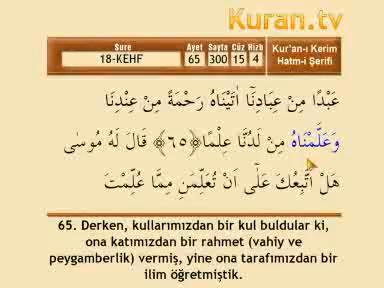 Kuran.tv
Sure Ayet Sayfa Cüz Hizb
18-KEHF 65 300 15 4
Kur'an-ı Kerim
Hatm-i Şerifi
عَبْدًا مِنْ عِبَادِنَٓا اٰتَيْنَاهُ رَحْمَةً مِنْ عِنْدِنَا
وَعَلَّمْنَاهُ مِنْ لَدُنَّا عِلْمًا ﴿٦٥﴾ قَالَ لَهُ مُوسٰى
هَلْ اَتَّبِعُكَ عَلٰٓى اَنْ تُعَلِّمَنِ مِمَّا عُلِّمْتَ
65. Derken, kullarımızdan bir kul buldular ki,
ona katımızdan bir rahmet (vahiy ve
peygamberlik) vermiş, yine ona tarafımızdan bir
ilim öğretmiştik.